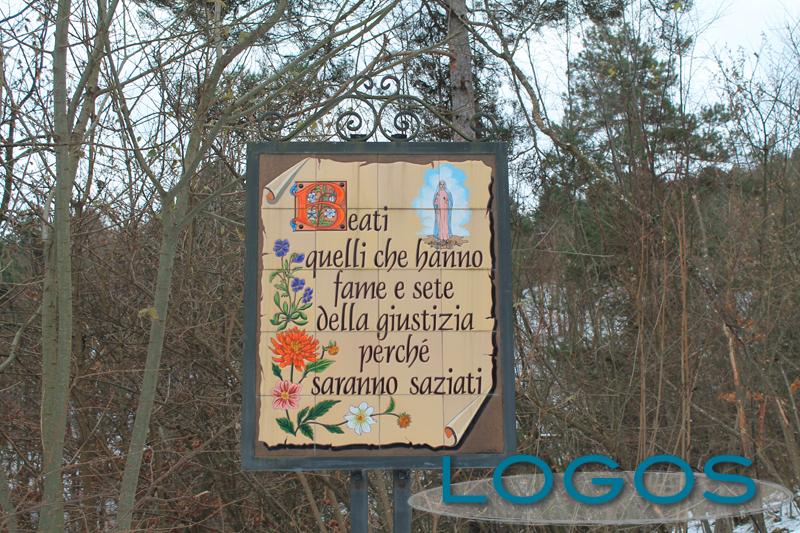 Beati
quelli che hanno
fame e sete
della giustizia
perché
saranno saziati
LOGOS